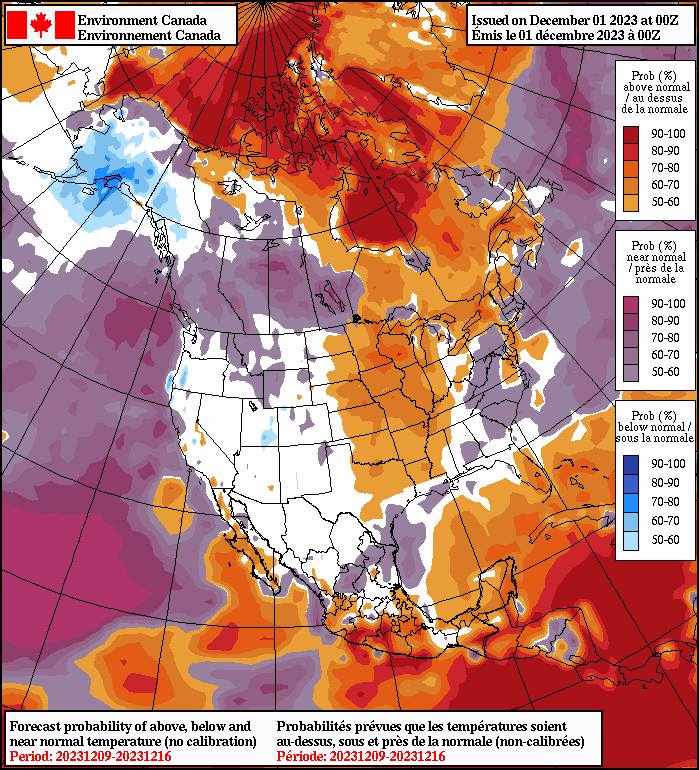 Environment Canada
Environnement Canada
Issued on December 01 2023 at 00Z
Émis le 01 décembre 2023 à 00Z
Prob (%)
above normal
/ au dessus
de la normale
90-100
80-90
70-80
60-70
50-60
Prob (%)
near normal
/ près de la
normale
90-100
80-90
70-80
60-70
50-60
Prob (%)
below normal /
sous la normale
90-100
80-90
70-80
60-70
50-60
Forecast probability of above, below and
near normal temperature (no calibration)
Period: 20231209-20231216
Probabilités prévues que les températures soient
au-dessus, sous et près de la normale (non-calibrées)
Période: 20231209-20231216